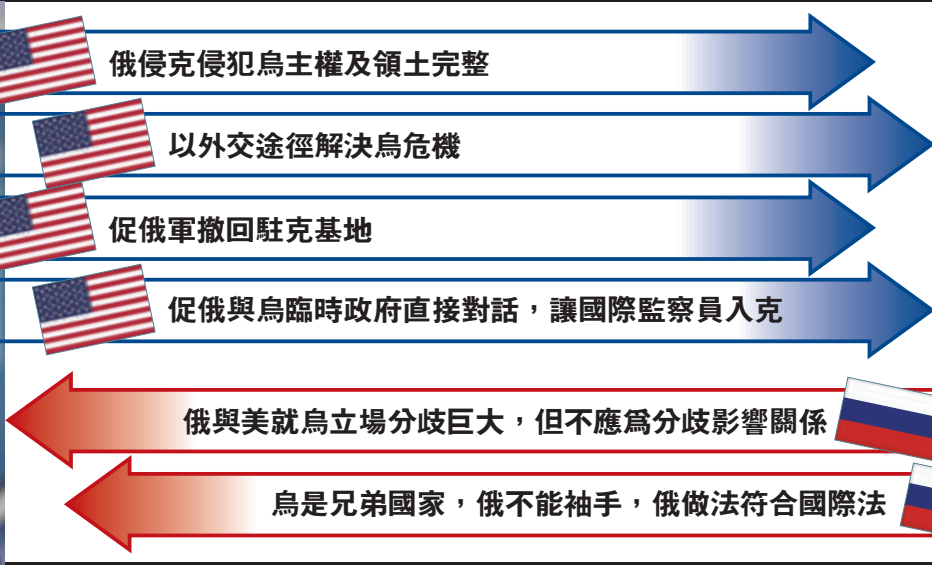 俄侵克侵犯烏主權及領土完整
以外交途徑解決烏危機
促俄軍撤回駐克基地
促俄與烏臨時政府直接對話，讓國際監察員入克
俄與美就烏立場分歧巨大，但不應爲分歧影響關係
烏是兄弟國家，俄不能袖手，俄做法符合國際法